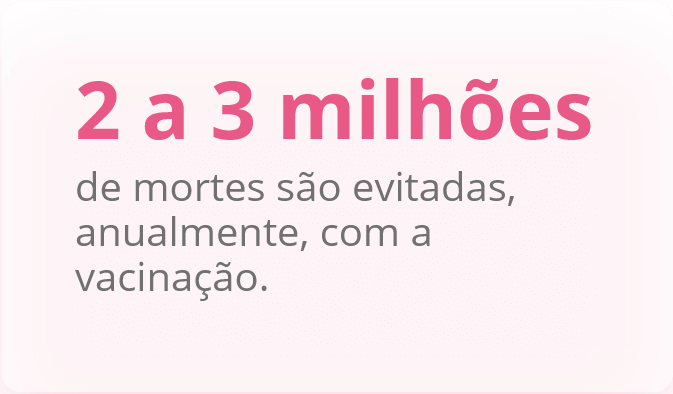 2 a 3 milhões
de mortes são evitadas,
anualmente, com a
vacinação.